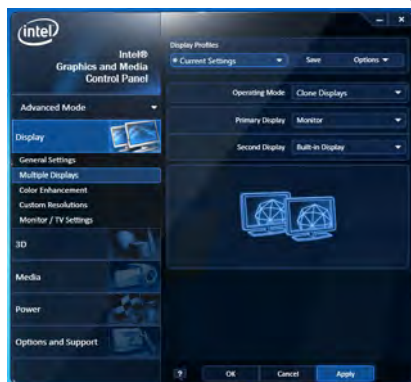 intel
Intel®
Graphics and Media
Control Panel
Advanced Mode
Display
General Settings
Multiple Displays
Color Enhancement
Custom Resolutions
Monitor / TV Settings
3D
Media
Power
Options and Support
Display Profiles
* Current Settings Save Options
Operating Mode Clone Displays
Primary Display Monitor
Second Display Built-in Display
? OK Cancel Apply